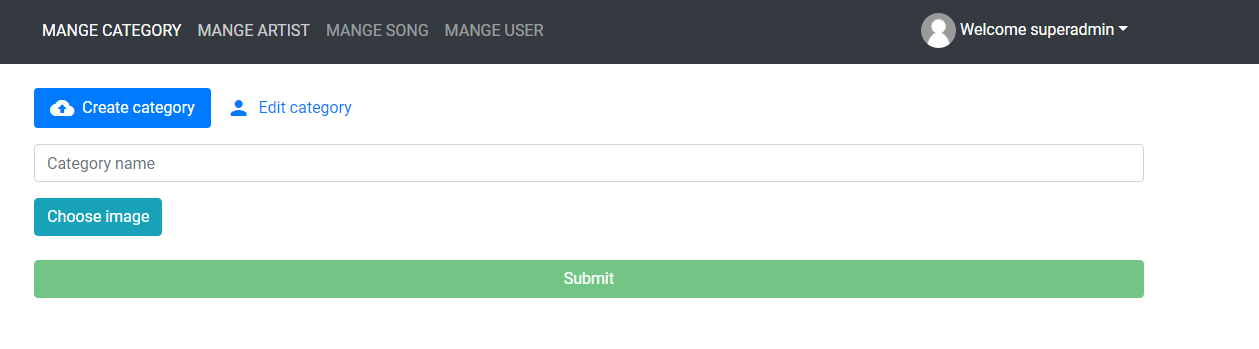 MANGE CATEGORY MANGE ARTIST MANGE SONG MANGE USER Welcome superadmin
Create category Edit category
Category name
Choose image
Submit